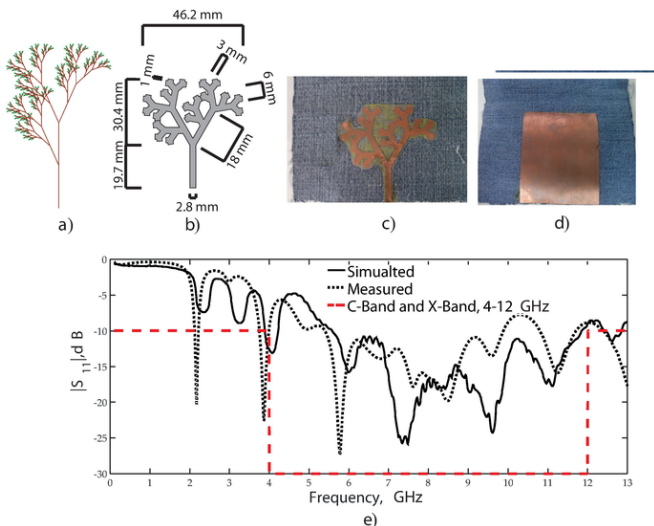 46.2 mm
3 mm
1 mm
6 mm
30.4 mm
18 mm
19.7 mm
2.8 mm
a)
b)
c)
d)
0
-5
-10
-15
-20
-25
-30
|S 11|,d B
Simualted
Measured
C-Band and X-Band, 4-12 GHz
0 1 2 3 4 5 6 7 8 9 10 11 12 13
Frequency, GHz
e)